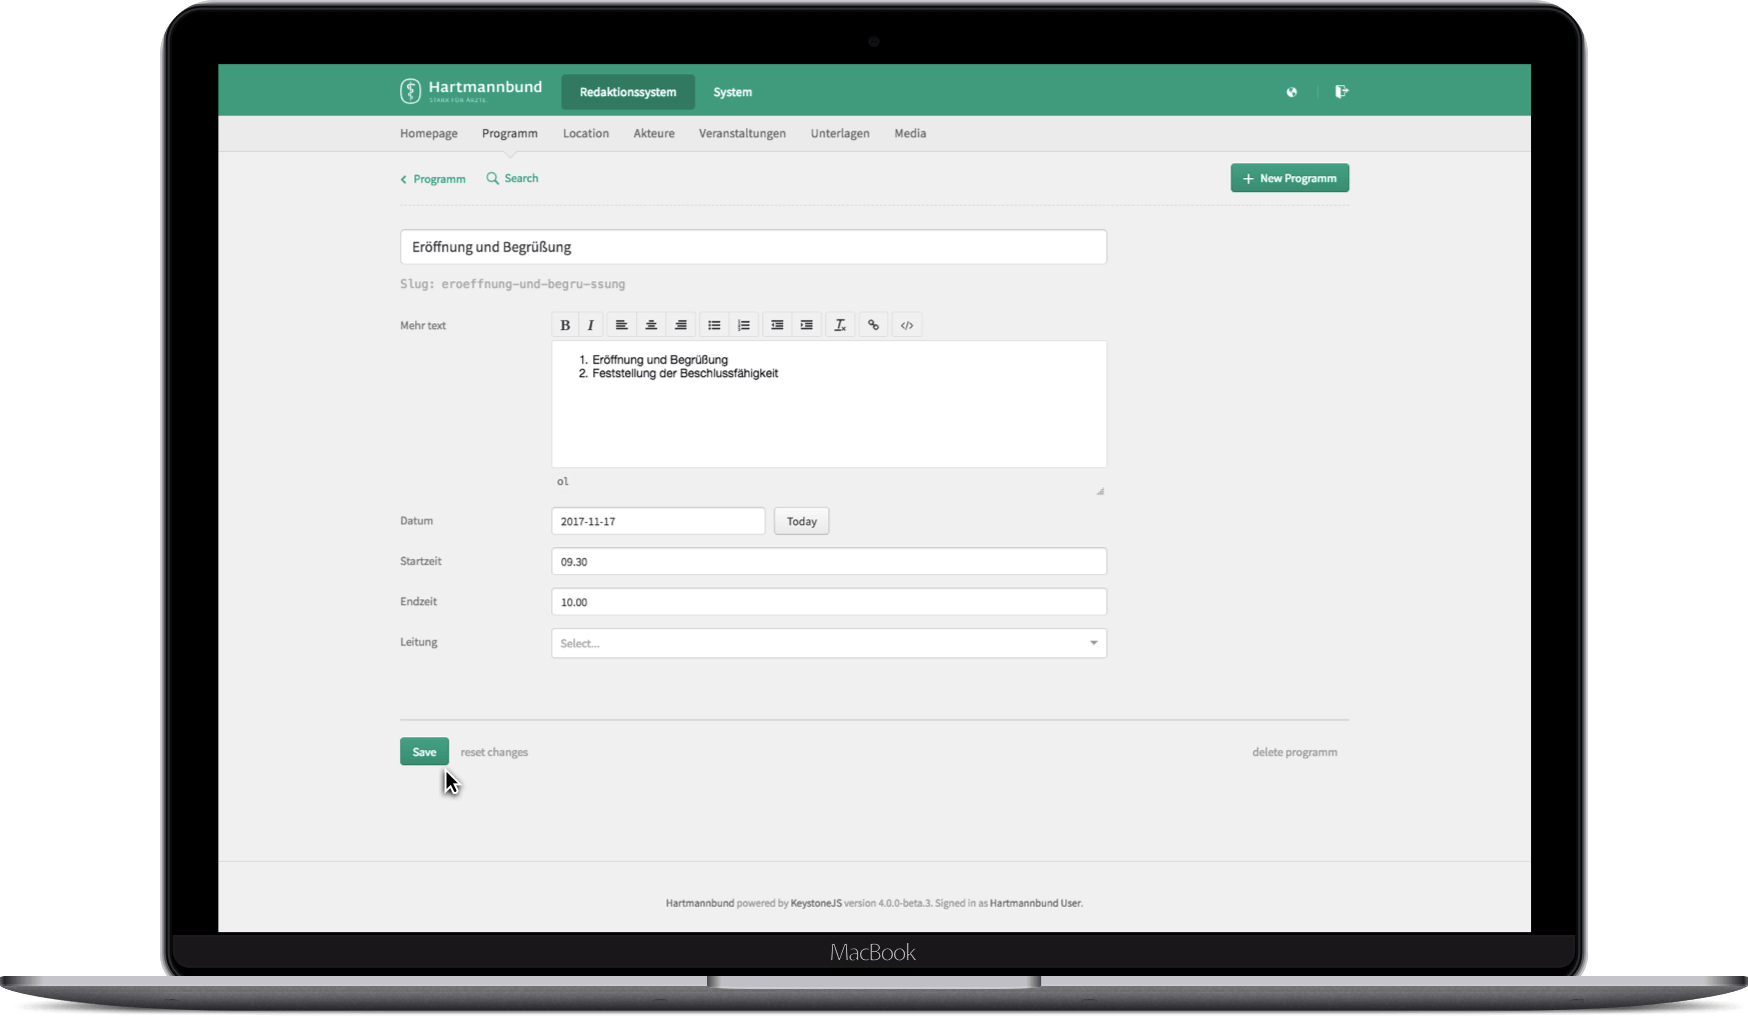 Hartmannbund Redaktionssystem System
STARK FÜR ÄRZTE.
Homepage Programm Location Akteure Veranstaltungen Unterlagen Media
Programm Search + New Programm
Eröffnung und Begrüßung
Slug: eroeffnung-und-begru-ssung
Mehr text B I
1. Eröffnung und Begrüßung
2. Feststellung der Beschlussfähigkeit
ol
Datum 2017-11-17 Today
Startzeit 09.30
Endzeit 10.00
Leitung Select...
Save reset changes delete programm
Hartmannbund powered by KeystoneJS version 4.0.0-beta.3. Signed in as Hartmannbund User.
MacBook